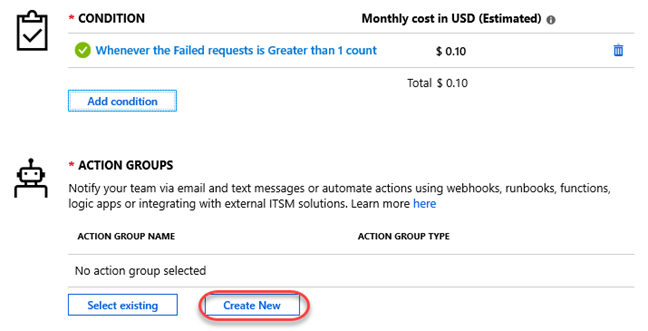 * CONDITION Monthly cost in USD (Estimated)
Whenever the Failed requests is Greater than 1 count $ 0.10
Total $ 0.10
Add condition
* ACTION GROUPS
Notify your team via email and text messages or automate actions using webhooks, runbooks, functions,
logic apps or integrating with external ITSM solutions. Learn more here
ACTION GROUP NAME ACTION GROUP TYPE
No action group selected
Select existing Create New